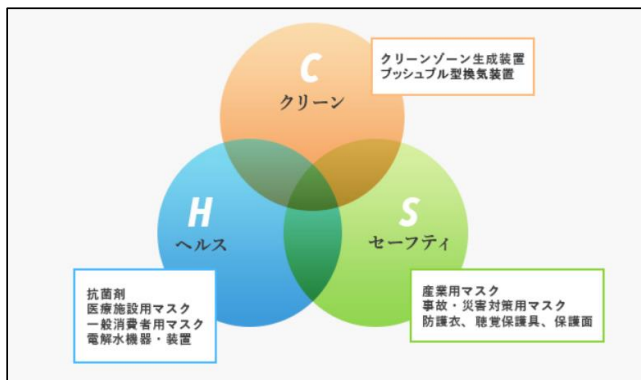 C
クリーン
クリーンゾーン生成装置
プッシュプル型換気装置
H
ヘルス
S
セーフティ
抗菌剤
医療施設用マスク
一般消費者用マスク
電解水機器・装置
産業用マスク
事故・災害対策用マスク
防護衣、聴覚保護具、保護面